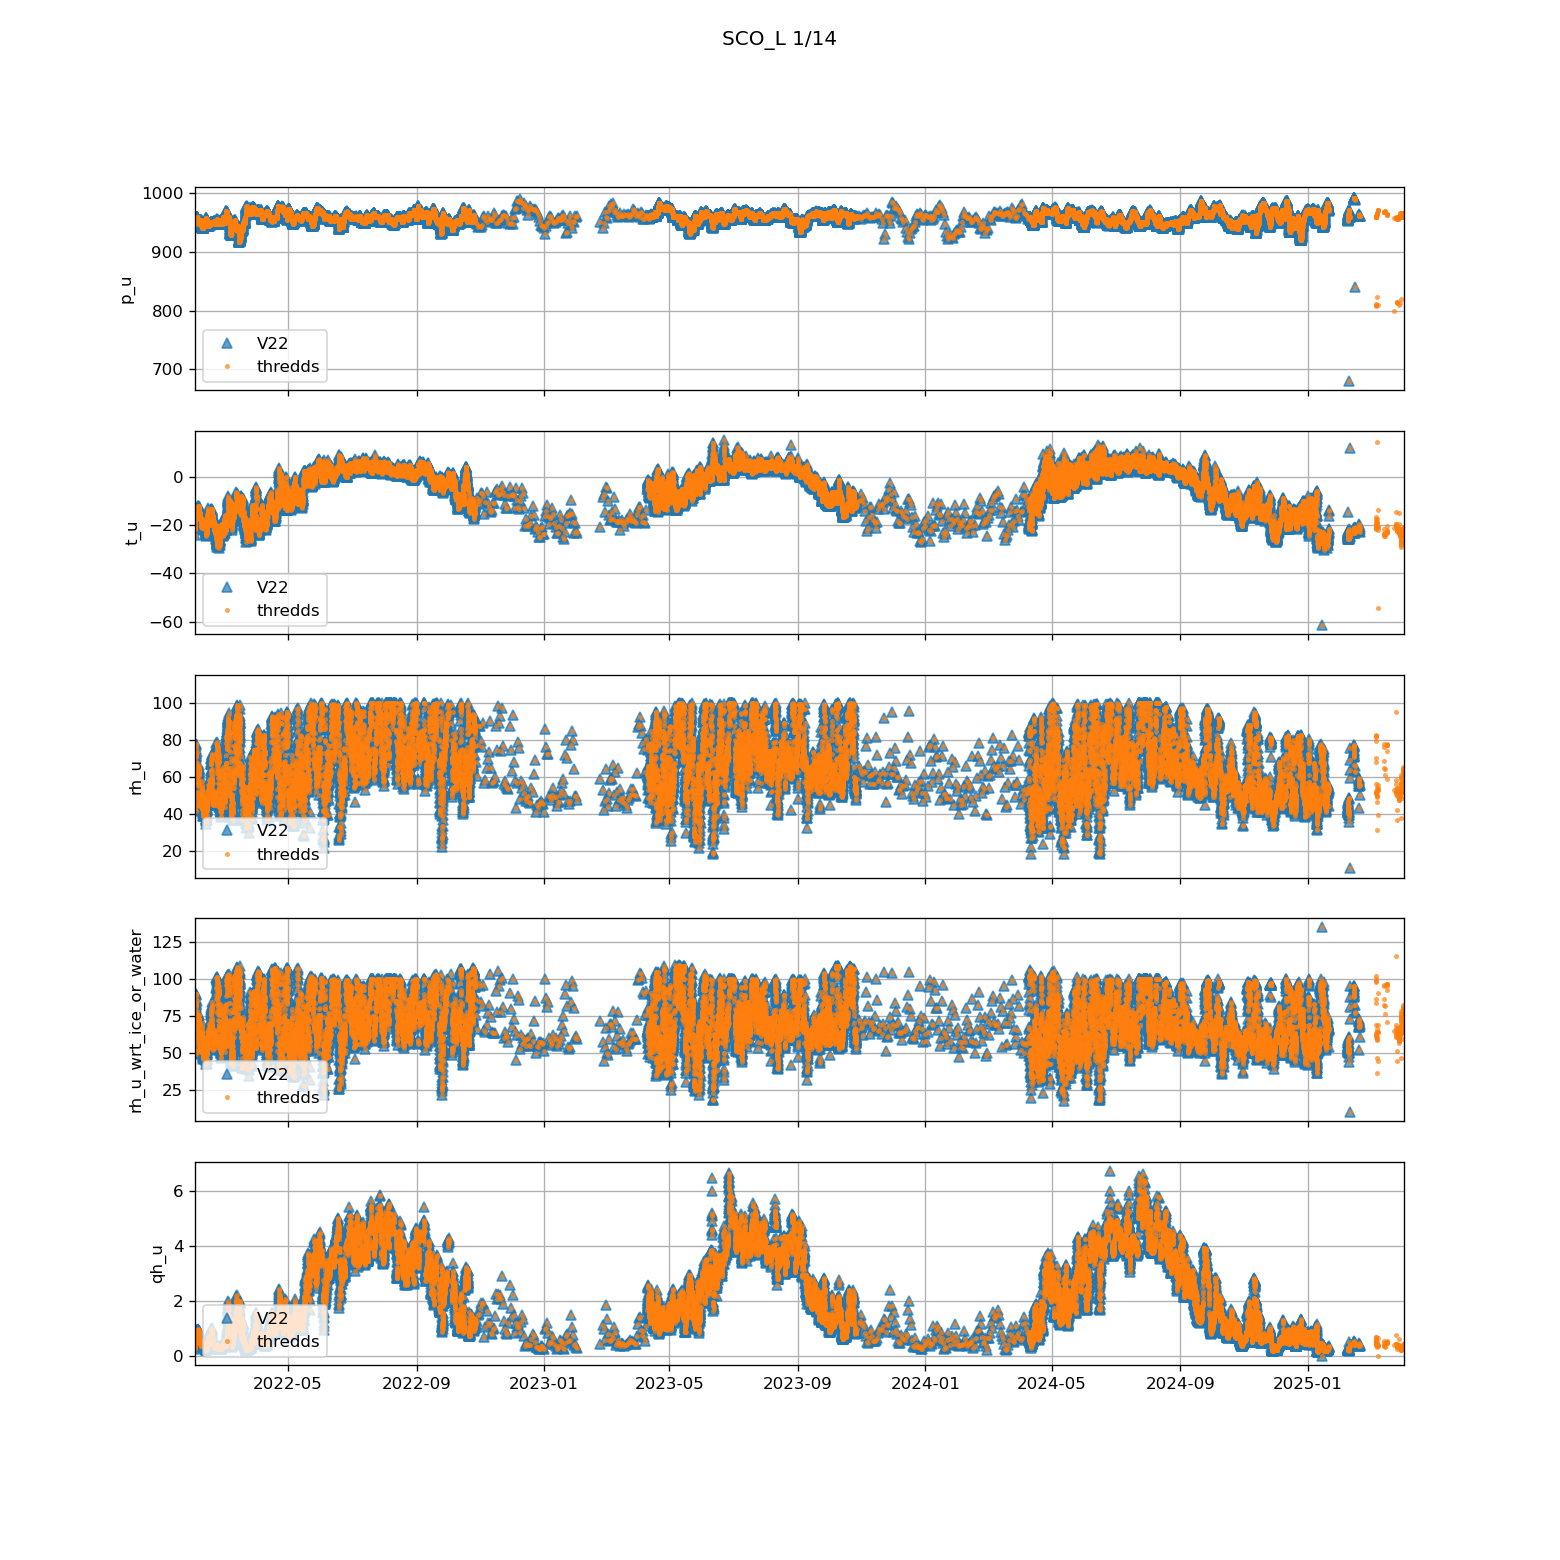 SCO_L 1/14
1000
900
800
700
p_u
V22
thredds
0
−20
−40
−60
t_u
V22
thredds
100
80
60
40
20
rh_u
V22
thredds
125
100
75
50
25
rh_u_wrt_ice_or_water
V22
thredds
6
4
2
0
qh_u
V22
thredds
2022-05 2022-09 2023-01 2023-05 2023-09 2024-01 2024-05 2024-09 2025-01